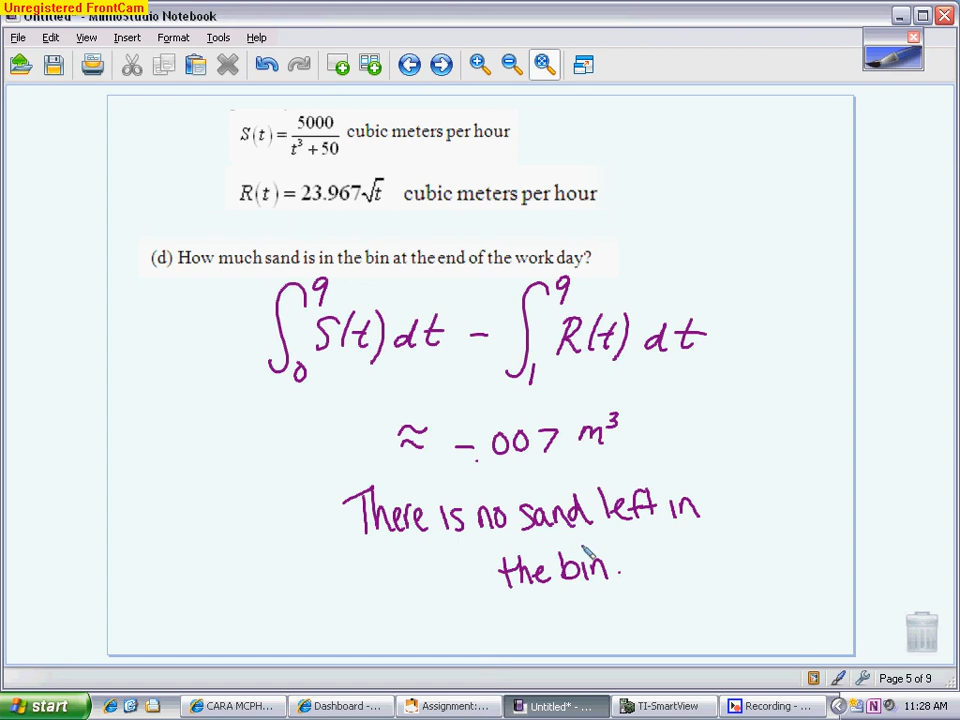 Unregistered FrontCam
Untitled* - MimioStudio Notebook
File Edit View Insert Format Tools Help
S(t) = 5000 / (t³ + 50) cubic meters per hour
R(t) = 23.967√t cubic meters per hour
(d) How much sand is in the bin at the end of the work day?
∫₀⁹ S(t) dt − ∫₁⁹ R(t) dt
≈ -.007 m³
There is no sand left in
the bin.
Page 5 of 9
start CARA MCPH... Dashboard - ... Assignment:... Untitled* - ... TI-SmartView Recording - ... 11:28 AM